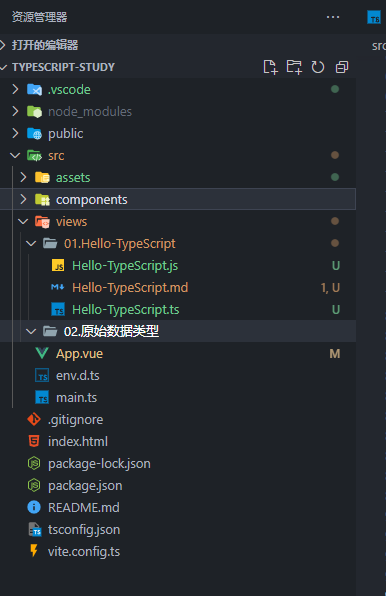 资源管理器
打开的编辑器
src
TYPESCRIPT-STUDY
.vscode
node_modules
public
src
assets
components
views
01.Hello-TypeScript
JS Hello-TypeScript.js U
Hello-TypeScript.md 1, U
TS Hello-TypeScript.ts U
02.原始数据类型
App.vue M
TS env.d.ts
TS main.ts
.gitignore
index.html
package-lock.json
package.json
README.md
tsconfig.json
vite.config.ts